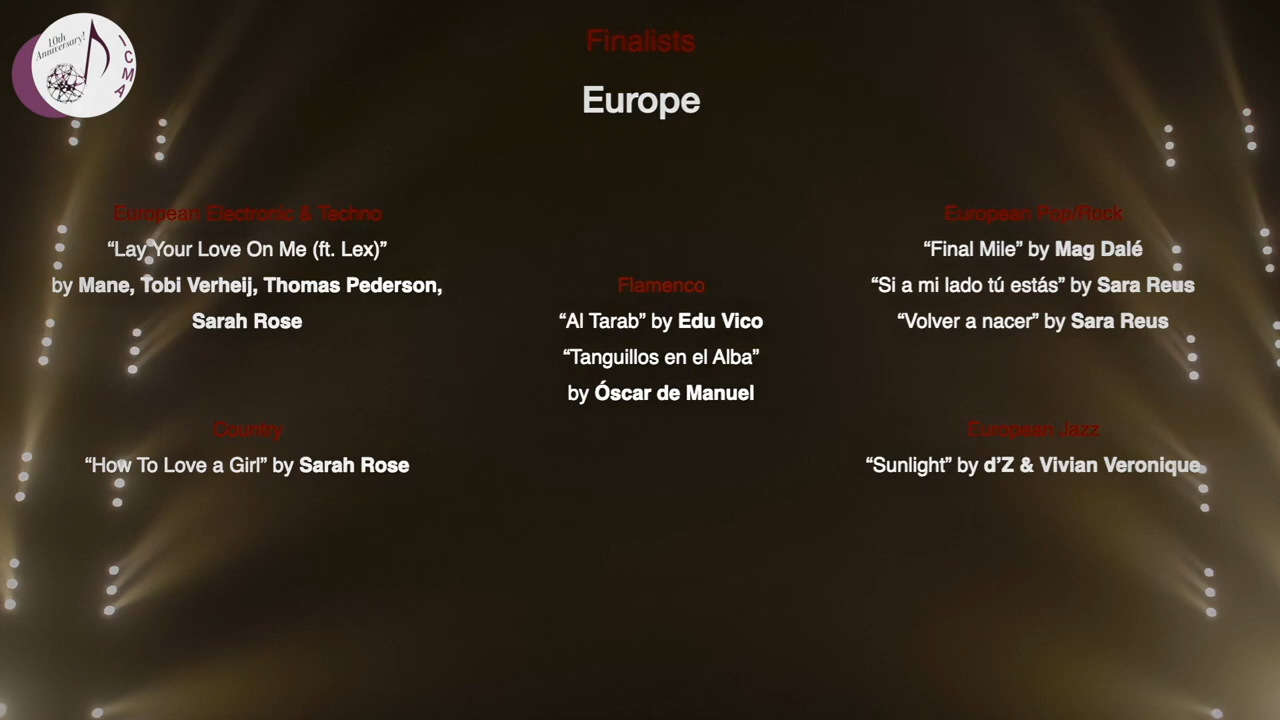 10th
Anniversary!
ICMA
Finalists
Europe
European Electronic & Techno
“Lay Your Love On Me (ft. Lex)”
by Mane, Tobi Verheij, Thomas Pederson,
Sarah Rose
Country
“How To Love a Girl” by Sarah Rose
Flamenco
“Al Tarab” by Edu Vico
“Tanguillos en el Alba”
by Óscar de Manuel
European Pop/Rock
“Final Mile” by Mag Dalé
“Si a mi lado tú estás” by Sara Reus
“Volver a nacer” by Sara Reus
European Jazz
“Sunlight” by d’Z & Vivian Veronique